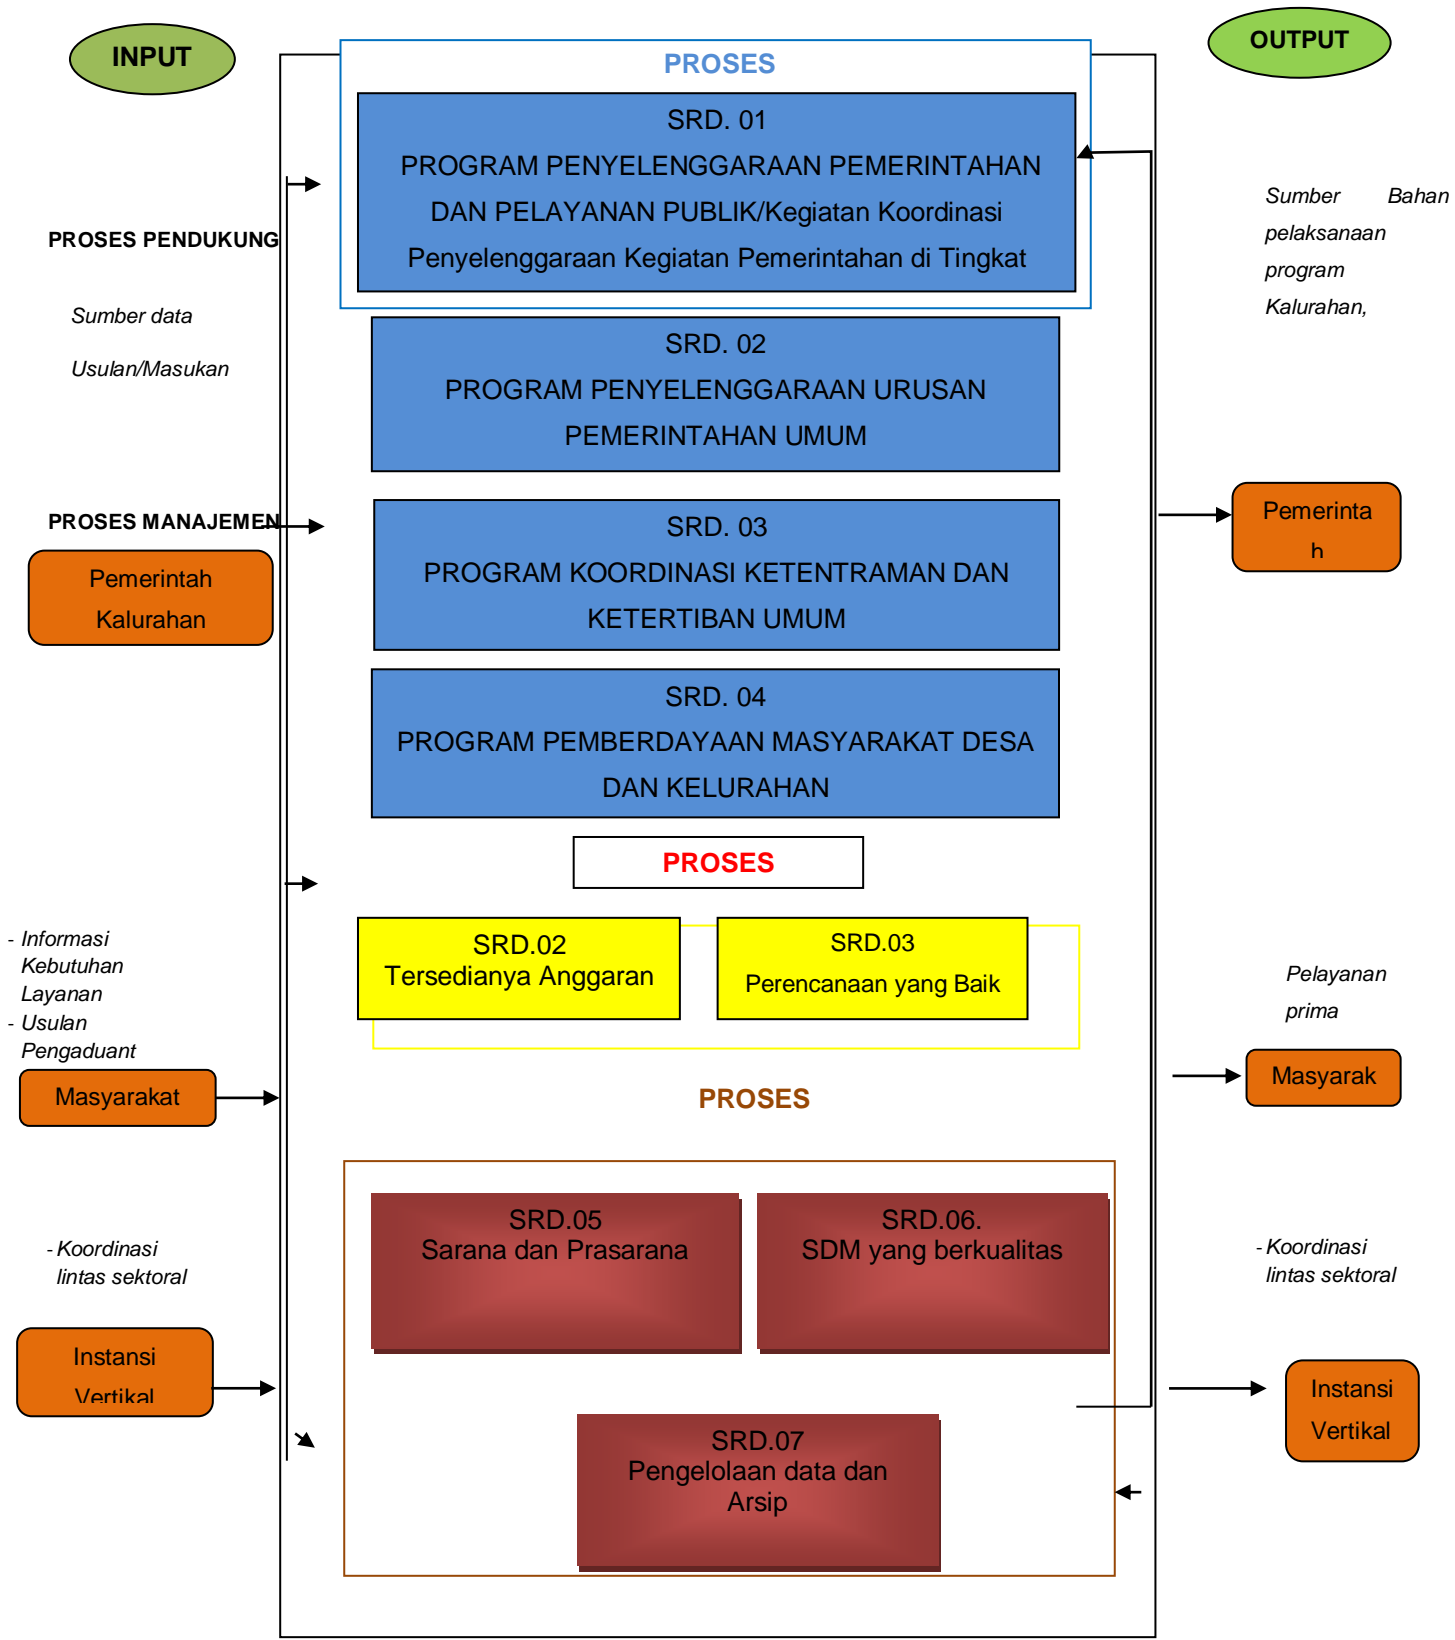 INPUT
OUTPUT
PROSES
SRD. 01
PROGRAM PENYELENGGARAAN PEMERINTAHAN
DAN PELAYANAN PUBLIK/Kegiatan Koordinasi
Penyelenggaraan Kegiatan Pemerintahan di Tingkat
PROSES PENDUKUNG
Sumber data
Usulan/Masukan
Sumber Bahan
pelaksanaan
program
Kalurahan,
SRD. 02
PROGRAM PENYELENGGARAAN URUSAN
PEMERINTAHAN UMUM
PROSES MANAJEMEN
Pemerintah
Kalurahan
SRD. 03
PROGRAM KOORDINASI KETENTRAMAN DAN
KETERTIBAN UMUM
Pemerinta
h
SRD. 04
PROGRAM PEMBERDAYAAN MASYARAKAT DESA
DAN KELURAHAN
PROSES
- Informasi
Kebutuhan
Layanan
- Usulan
Pengaduant
Masyarakat
SRD.02
Tersedianya Anggaran
SRD.03
Perencanaan yang Baik
Pelayanan
prima
Masyarak
PROSES
- Koordinasi
lintas sektoral
Instansi
Vertikal
SRD.05
Sarana dan Prasarana
SRD.06.
SDM yang berkualitas
- Koordinasi
lintas sektoral
Instansi
Vertikal
SRD.07
Pengelolaan data dan
Arsip